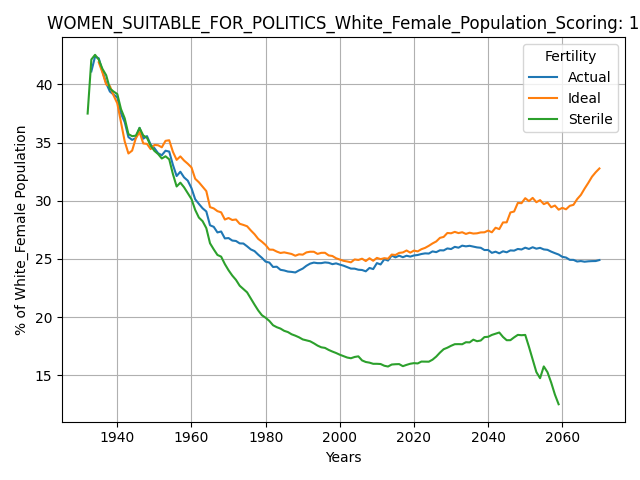 WOMEN_SUITABLE_FOR_POLITICS_White_Female_Population_Scoring: 1
Fertility
Actual
Ideal
Sterile
% of White_Female Population
40
35
30
25
20
15
1940 1960 1980 2000 2020 2040 2060
Years